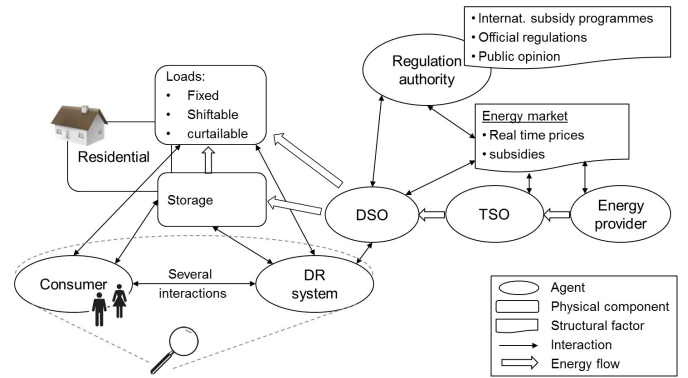 • Internat. subsidy programmes
• Official regulations
• Public opinion
Regulation
authority
Loads:
• Fixed
• Shiftable
• curtailable
Energy market
• Real time prices
• subsidies
Residential
Storage
DSO
TSO
Energy
provider
Consumer
Several
interactions
DR
system
Agent
Physical component
Structural factor
Interaction
Energy flow